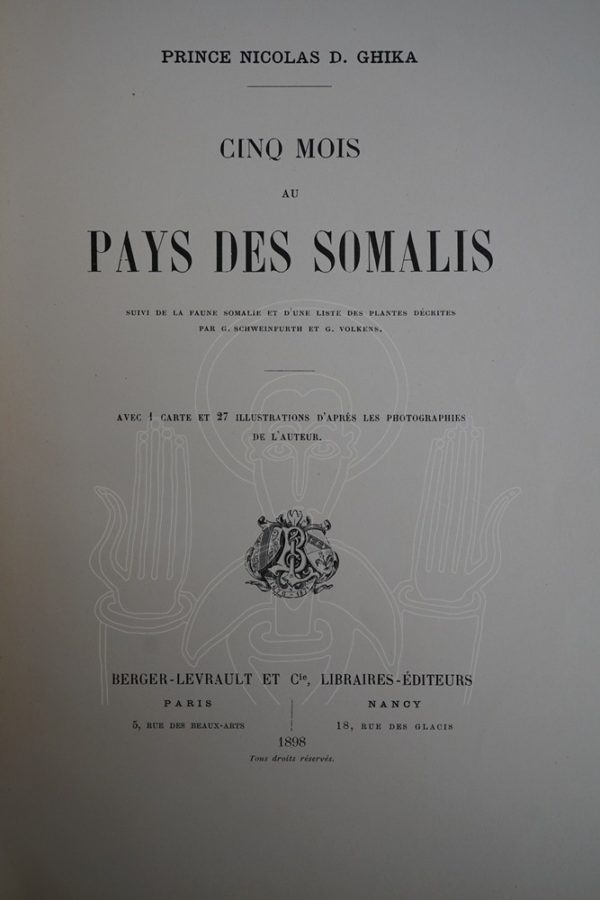 PRINCE NICOLAS D. GHIKA
CINQ MOIS
AU
PAYS DES SOMALIS
SUIVI DE LA FAUNE SOMALIE ET D'UNE LISTE DES PLANTES DÉCRITES
PAR G. SCHWEINFURTH ET G. VOLKENS.
AVEC 1 CARTE ET 27 ILLUSTRATIONS D'APRÈS LES PHOTOGRAPHIES
DE L'AUTEUR.
BERGER-LEVRAULT ET Cie, LIBRAIRES-ÉDITEURS
PARIS NANCY
5, RUE DES BEAUX-ARTS 18, RUE DES GLACIS
1898
Tous droits réservés.